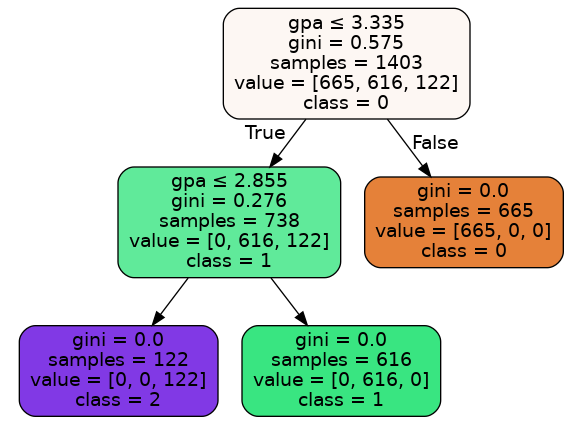 gpa ≤ 3.335
gini = 0.575
samples = 1403
value = [665, 616, 122]
class = 0
True
False
gpa ≤ 2.855
gini = 0.276
samples = 738
value = [0, 616, 122]
class = 1
gini = 0.0
samples = 665
value = [665, 0, 0]
class = 0
gini = 0.0
samples = 122
value = [0, 0, 122]
class = 2
gini = 0.0
samples = 616
value = [0, 616, 0]
class = 1